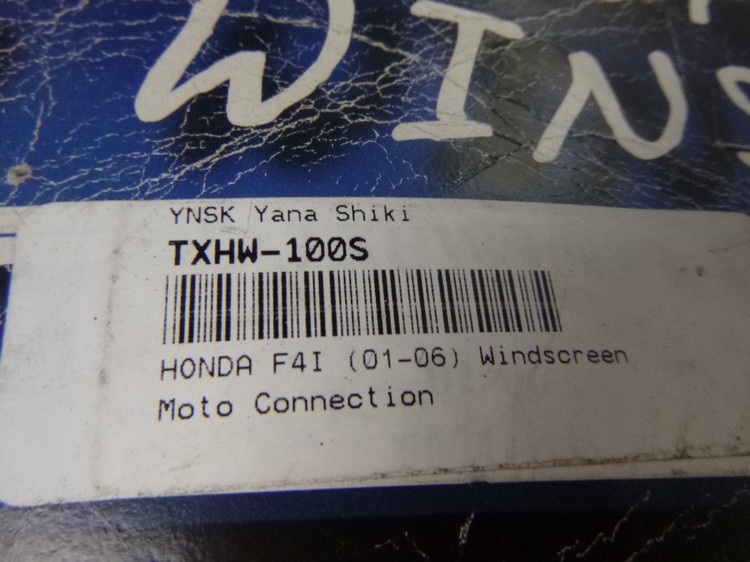 WINS
YNSK Yana Shiki
TXHW-100S
HONDA F4I (01-06) Windscreen
Moto Connection